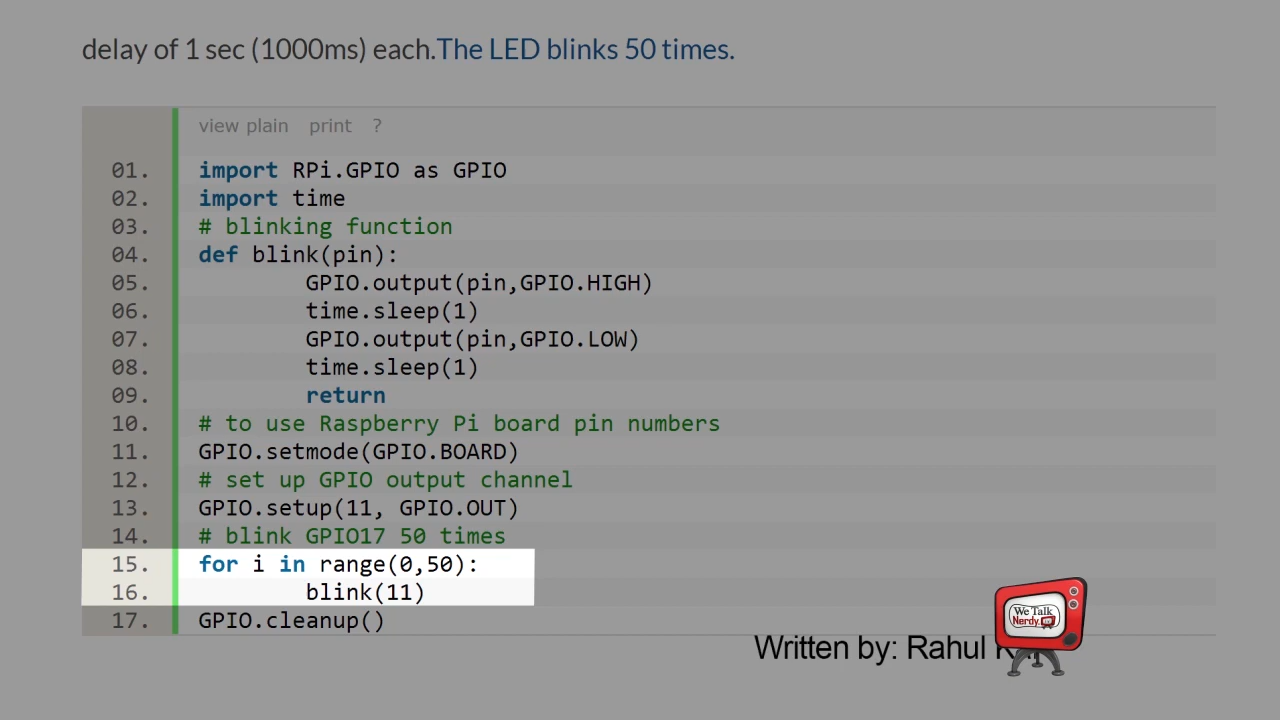 delay of 1 sec (1000ms) each.The LED blinks 50 times.
view plain print ?
01. import RPi.GPIO as GPIO
02. import time
03. # blinking function
04. def blink(pin):
05. GPIO.output(pin,GPIO.HIGH)
06. time.sleep(1)
07. GPIO.output(pin,GPIO.LOW)
08. time.sleep(1)
09. return
10. # to use Raspberry Pi board pin numbers
11. GPIO.setmode(GPIO.BOARD)
12. # set up GPIO output channel
13. GPIO.setup(11, GPIO.OUT)
14. # blink GPIO17 50 times
15. for i in range(0,50):
16. blink(11)
17. GPIO.cleanup()
We Talk
Nerdy
Written by: Rahul